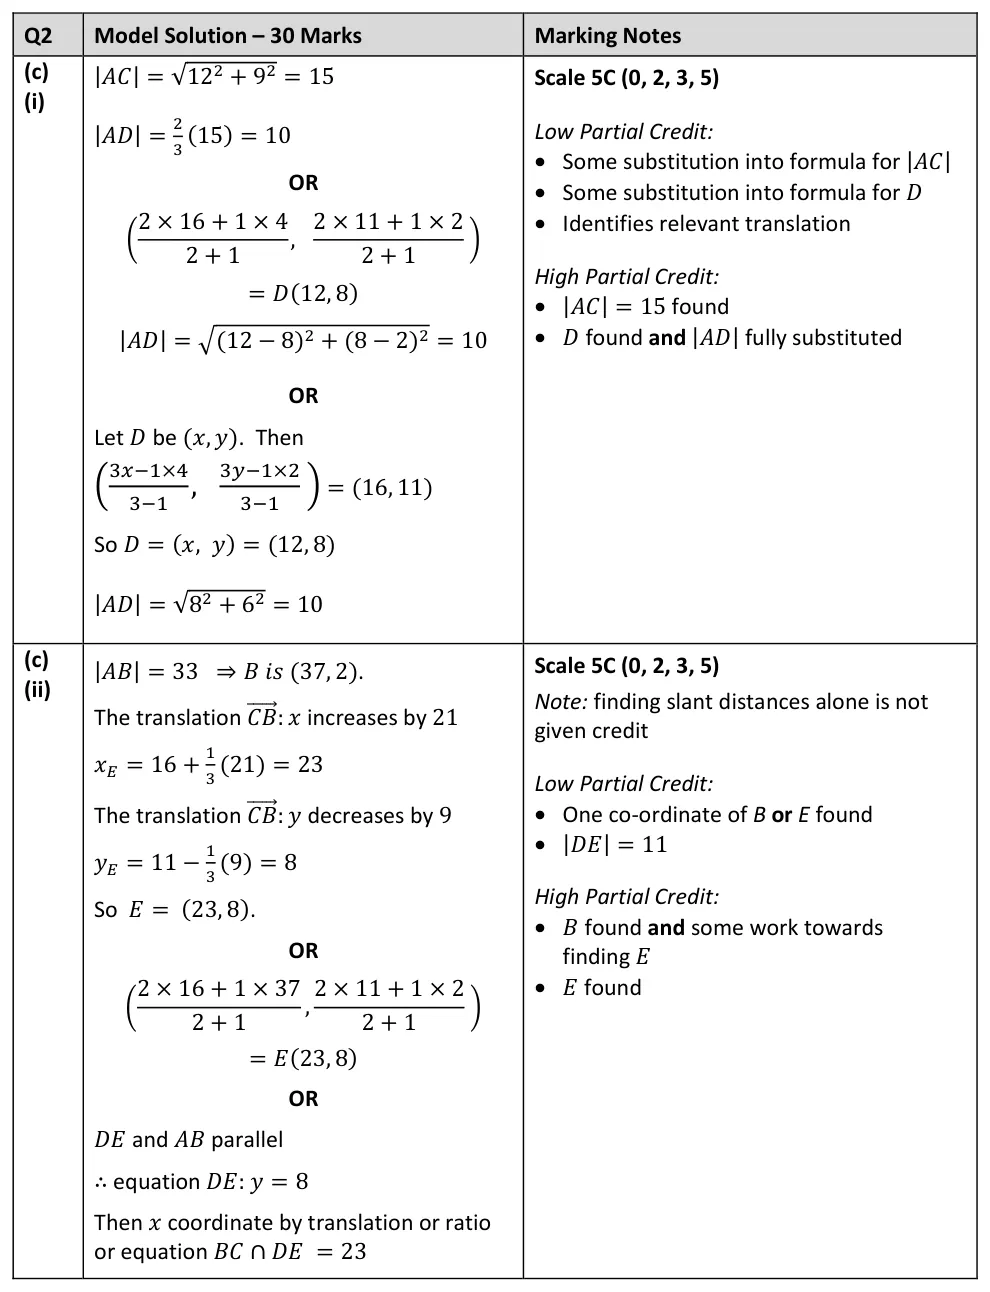 Q2 Model Solution – 30 Marks Marking Notes
(c)
(i)
|AC| = √(12² + 9²) = 15
|AD| = 2/3 (15) = 10
OR
((2 × 16 + 1 × 4)/(2 + 1), (2 × 11 + 1 × 2)/(2 + 1))
= D(12, 8)
|AD| = √((12 − 8)² + (8 − 2)²) = 10
OR
Let D be (x, y). Then
((3x−1×4)/(3−1), (3y−1×2)/(3−1)) = (16, 11)
So D = (x, y) = (12, 8)
|AD| = √(8² + 6²) = 10
Scale 5C (0, 2, 3, 5)
Low Partial Credit:
• Some substitution into formula for |AC|
• Some substitution into formula for D
• Identifies relevant translation
High Partial Credit:
• |AC| = 15 found
• D found and |AD| fully substituted
(c)
(ii)
|AB| = 33 ⇒ B is (37, 2).
The translation CB→: x increases by 21
x_E = 16 + 1/3 (21) = 23
The translation CB→: y decreases by 9
y_E = 11 − 1/3 (9) = 8
So E = (23, 8).
OR
((2 × 16 + 1 × 37)/(2 + 1), (2 × 11 + 1 × 2)/(2 + 1))
= E(23, 8)
OR
DE and AB parallel
∴ equation DE: y = 8
Then x coordinate by translation or ratio
or equation BC ∩ DE = 23
Scale 5C (0, 2, 3, 5)
Note: finding slant distances alone is not
given credit
Low Partial Credit:
• One co-ordinate of B or E found
• |DE| = 11
High Partial Credit:
• B found and some work towards
finding E
• E found